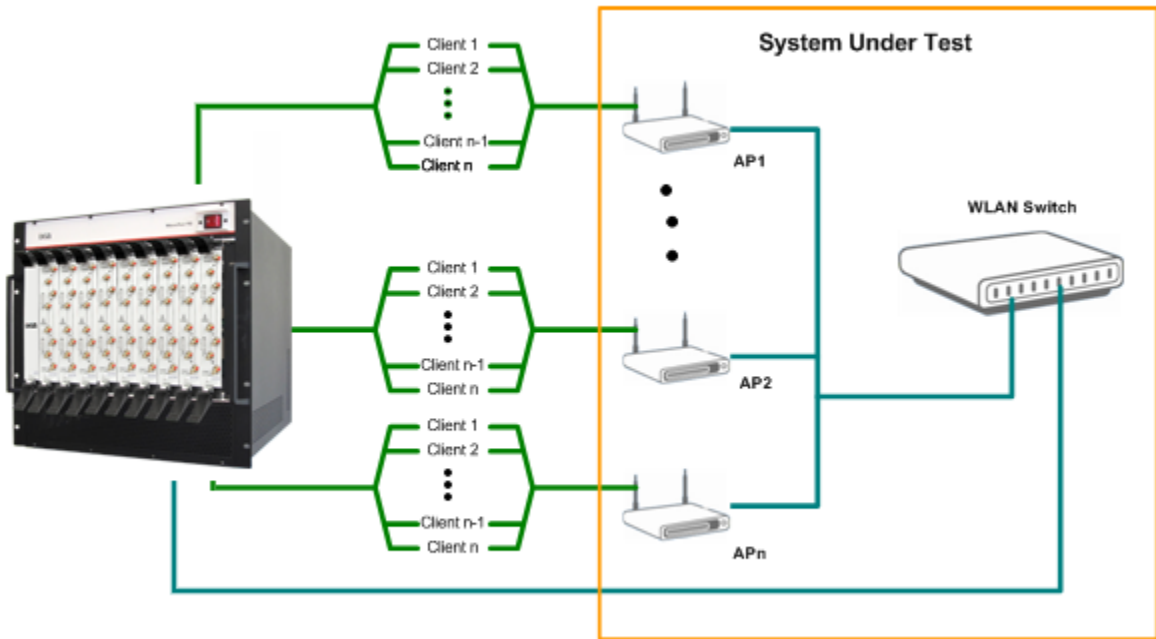 System Under Test
Client 1
Client 2
Client n-1
Client n
AP1
WLAN Switch
Client 1
Client 2
Client n-1
Client n
AP2
Client 1
Client 2
Client n-1
Client n
APn